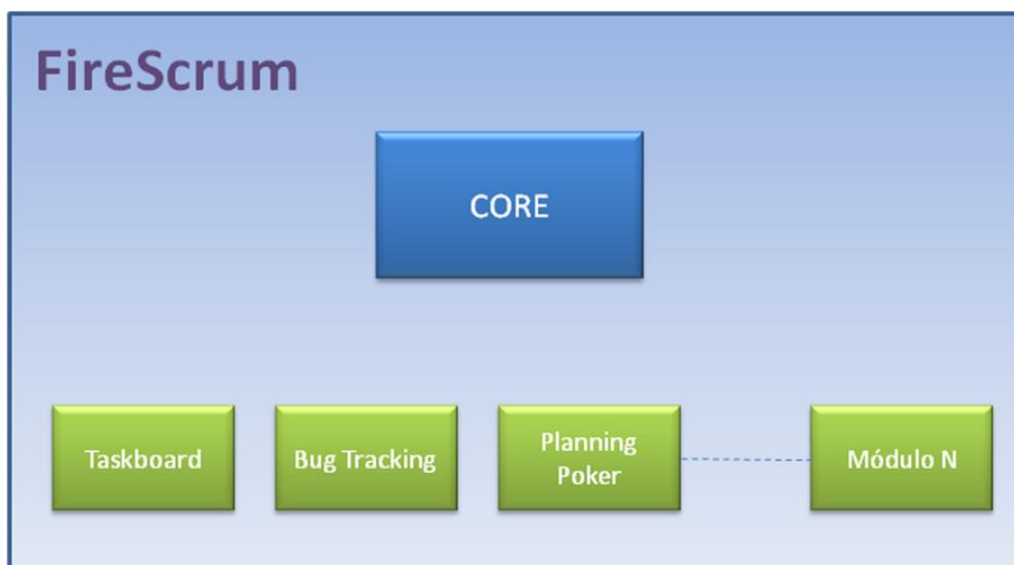 FireScrum
CORE
Taskboard
Bug Tracking
Planning
Poker
Módulo N